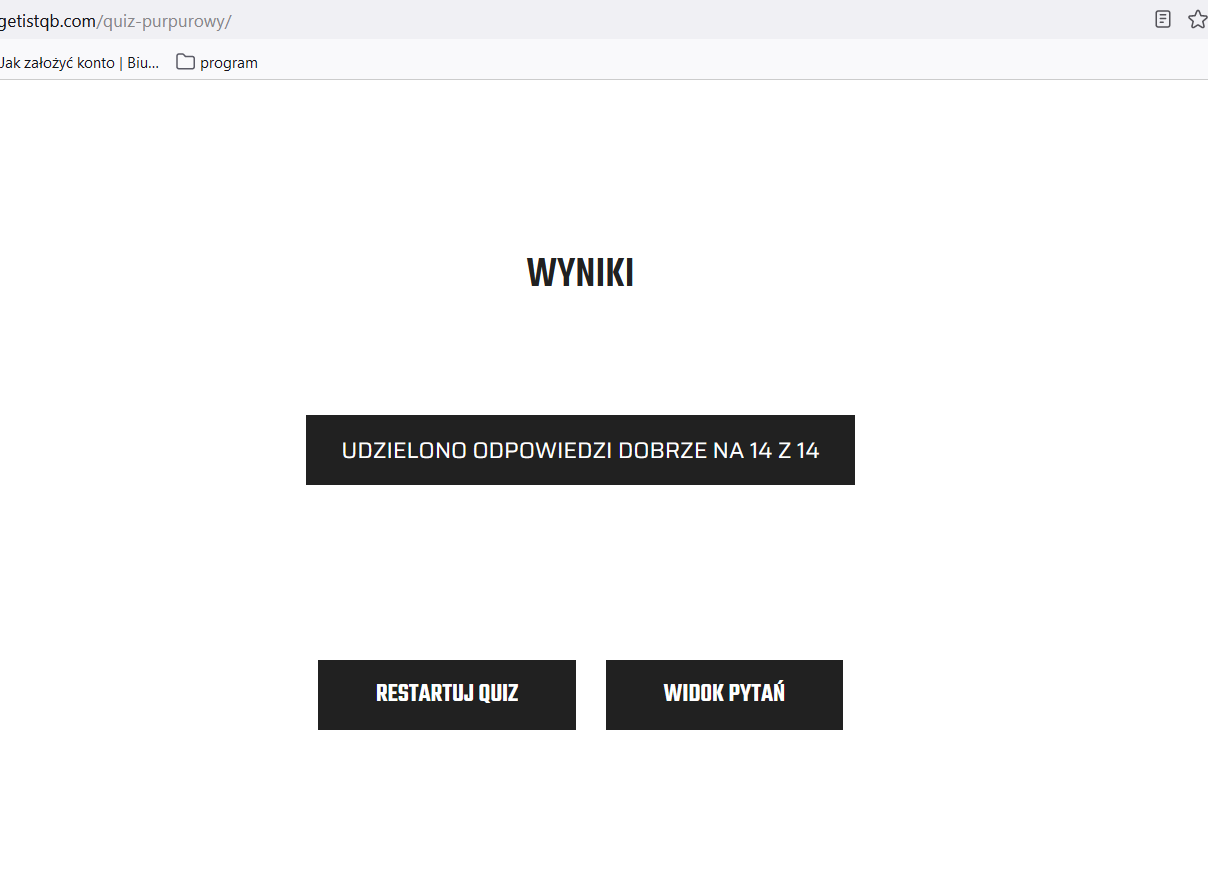 getistqb.com/quiz-purpurowy/
Jak założyć konto | Biu...
program
WYNIKI
UDZIELONO ODPOWIEDZI DOBRZE NA 14 Z 14
RESTARTUJ QUIZ
WIDOK PYTAŃ